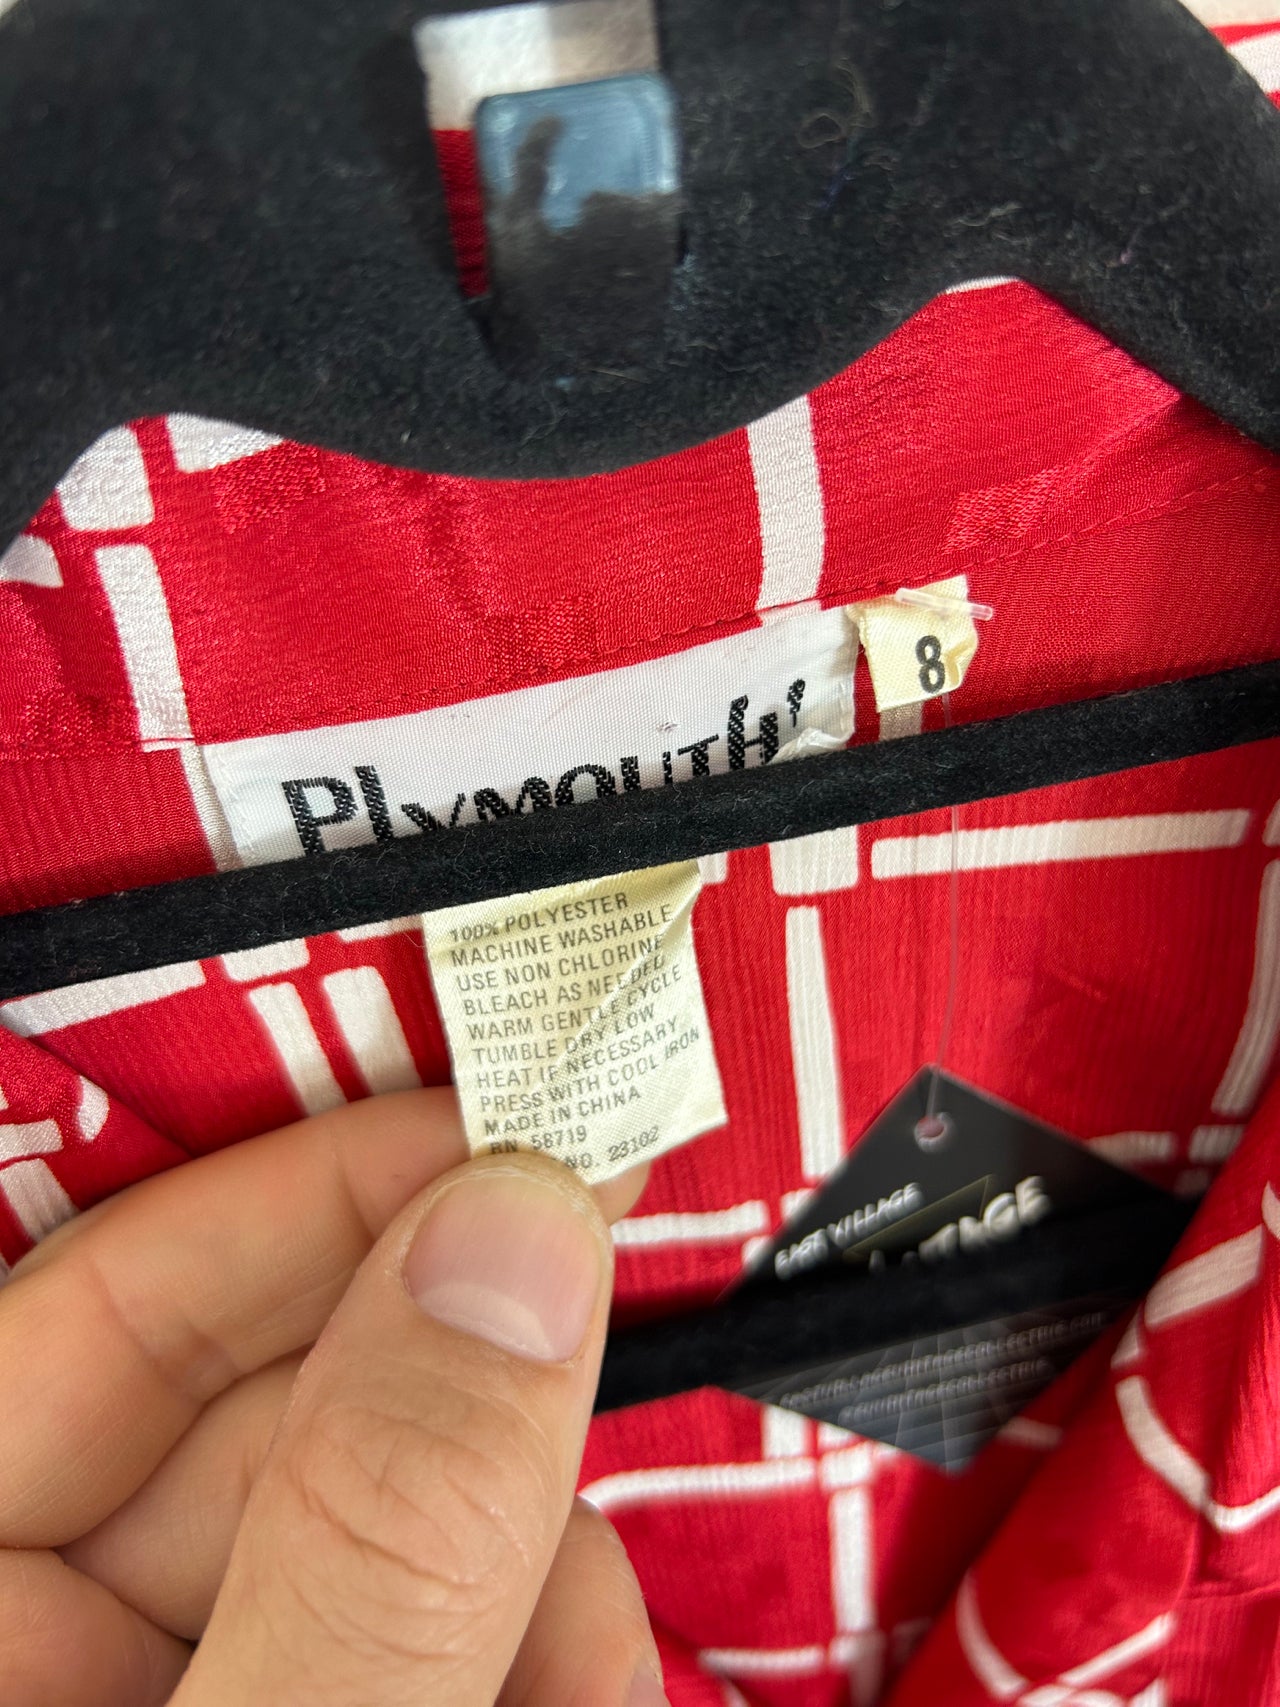 8
Plymouth'
100% POLYESTER
MACHINE WASHABLE
USE NON CHLORINE
BLEACH AS NEEDED
WARM GENTLE CYCLE
TUMBLE DRY LOW
HEAT IF NECESSARY
PRESS WITH COOL IRON
MADE IN CHINA
RN 58719
NO. 23102
EAST VILLAGE